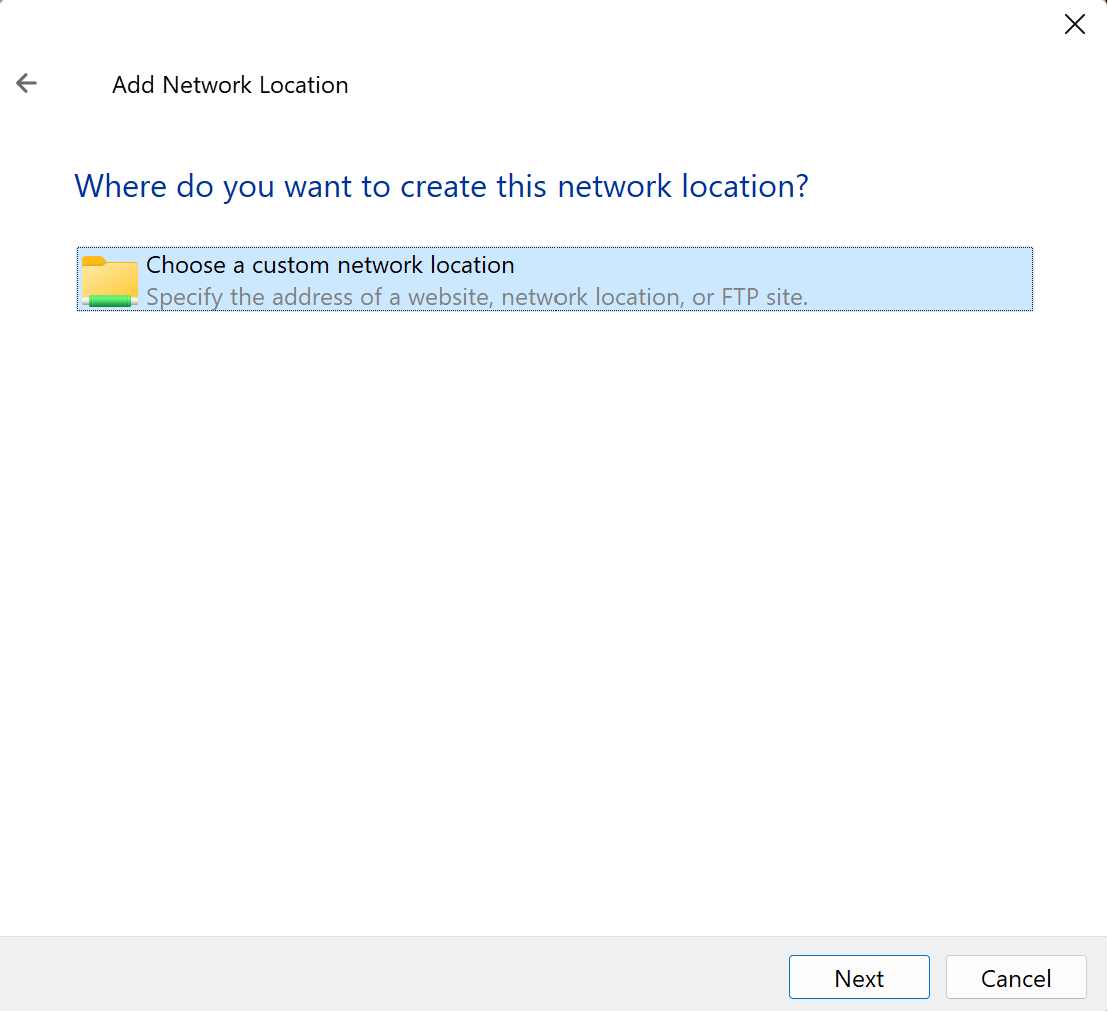 Add Network Location
Where do you want to create this network location?
Choose a custom network location
Specify the address of a website, network location, or FTP site.
Next
Cancel